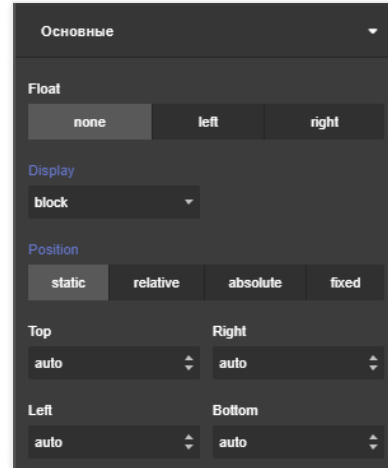 Основные
Float
none left right
Display
block
Position
static relative absolute fixed
Top Right
auto auto
Left Bottom
auto auto